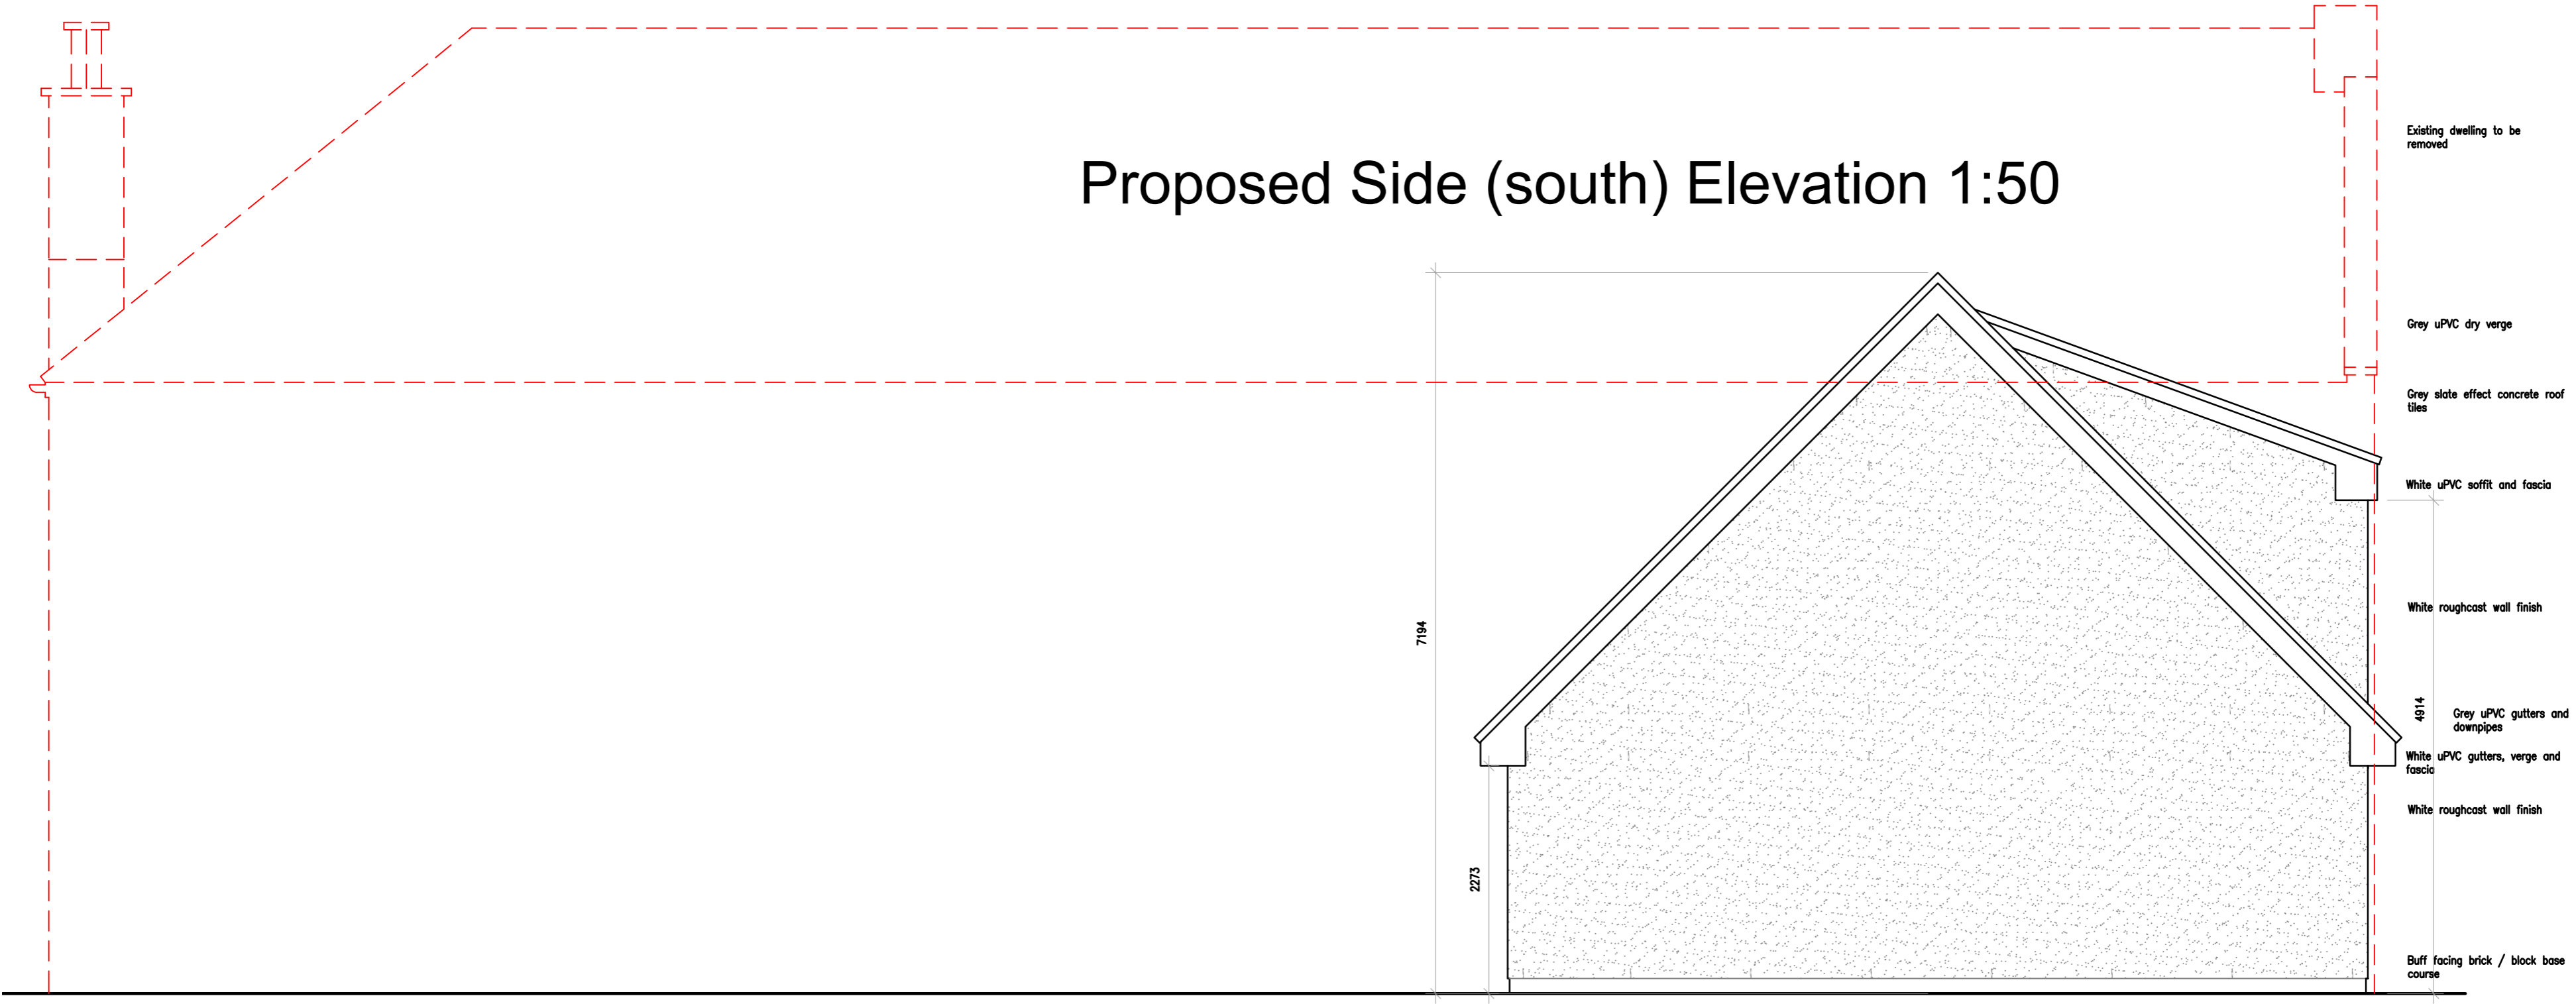 Existing dwelling to be
removed
Proposed Side (south) Elevation 1:50
Grey uPVC dry verge
Grey slate effect concrete roof
tiles
White uPVC soffit and fascia
White roughcast wall finish
7194
4914
Grey uPVC gutters and
downpipes
White uPVC gutters, verge and
fascia
White roughcast wall finish
2273
Buff facing brick / block base
course